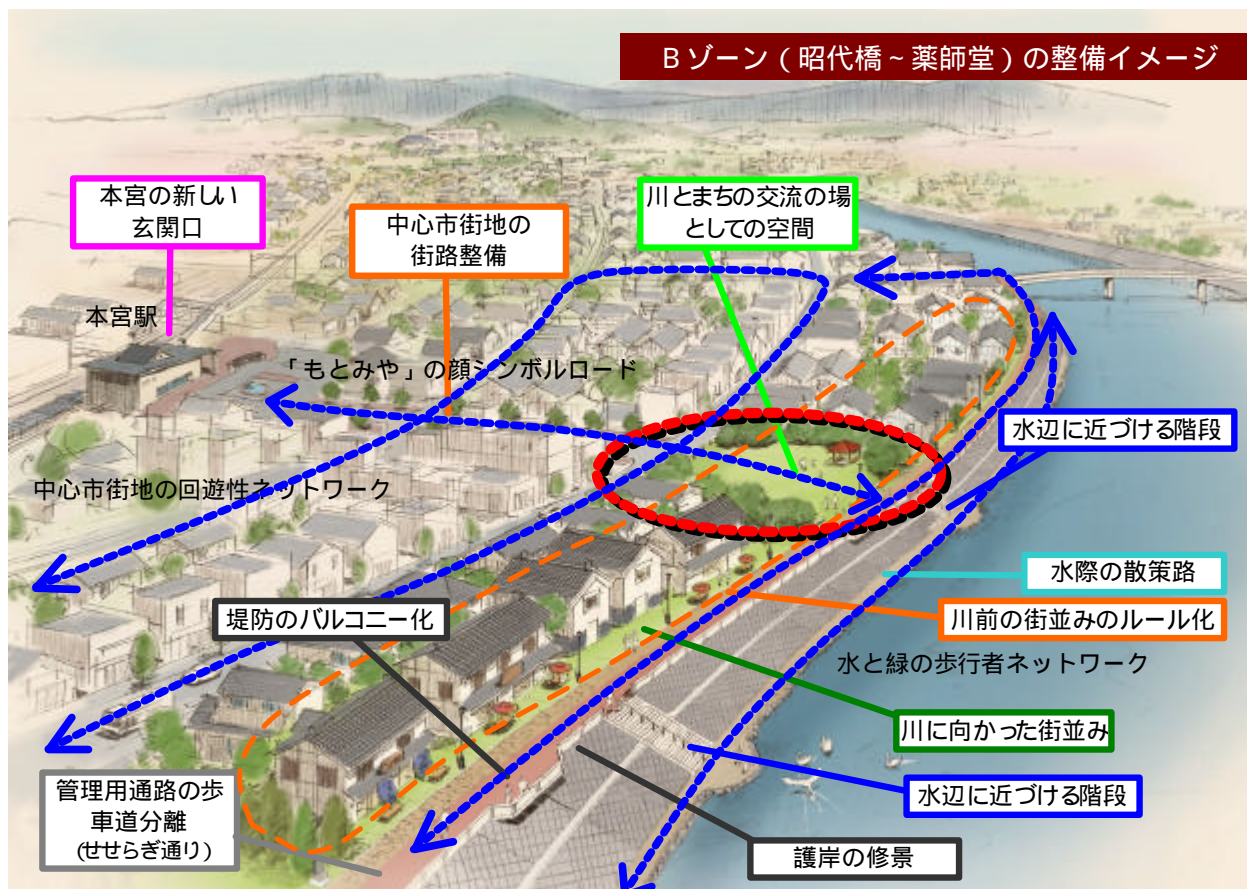 Bゾーン(昭代橋~薬師堂)の整備イメージ
本宮の新しい
玄関口
中心市街地の
街路整備
川とまちの交流の場
としての空間
本宮駅
「もとみや」の顔シンボルロード
水辺に近づける階段
中心市街地の回遊性ネットワーク
水際の散策路
堤防のバルコニー化
川前の街並みのルール化
水と緑の歩行者ネットワーク
川に向かった街並み
管理用通路の歩
車道分離
(せせらぎ通り)
水辺に近づける階段
護岸の修景